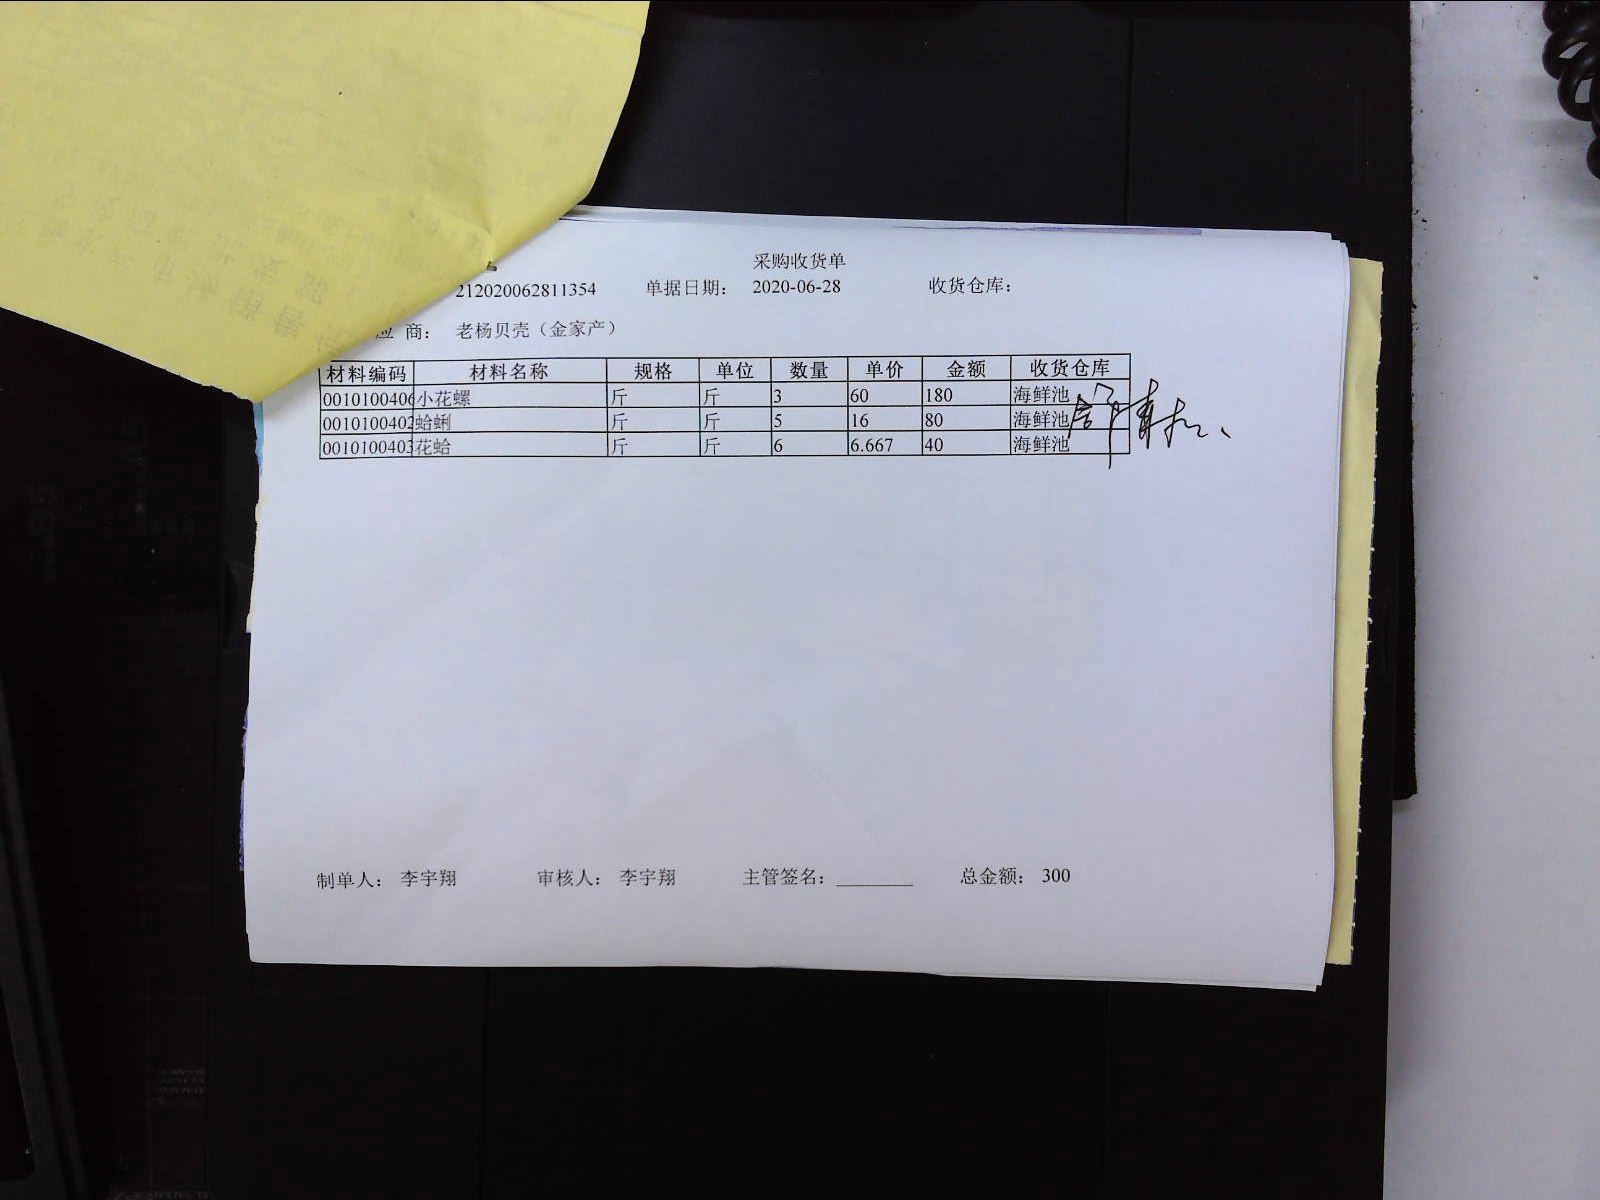 采购收货单
212020062811354 单据日期： 2020-06-28 收货仓库：
应 商： 老杨贝壳（金家产）
材料编码 材料名称 规格 单位 数量 单价 金额 收货仓库
0010100406 小花螺 斤 斤 3 60 180 海鲜池
0010100402 蛤蜊 斤 斤 5 16 80 海鲜池
0010100403 花蛤 斤 斤 6 6.667 40 海鲜池
制单人： 李宇翔 审核人： 李宇翔 主管签名：________ 总金额： 300